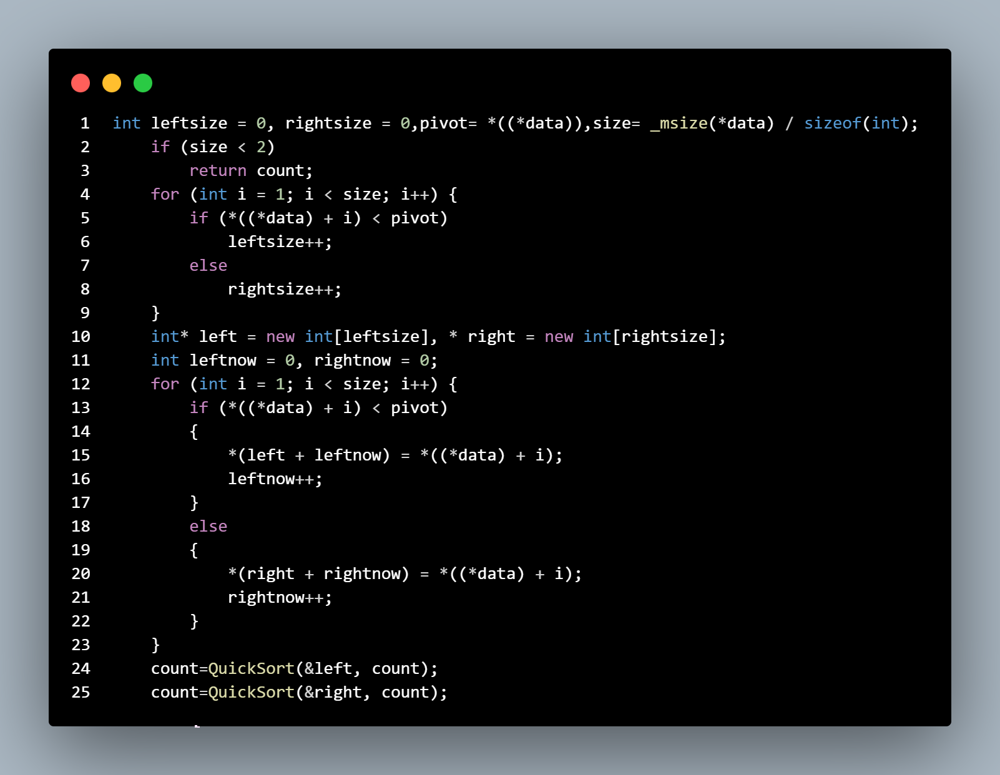 1 int leftsize = 0, rightsize = 0,pivot= *((*data)),size= _msize(*data) / sizeof(int);
2     if (size < 2)
3         return count;
4     for (int i = 1; i < size; i++) {
5         if (*((*data) + i) < pivot)
6             leftsize++;
7         else
8             rightsize++;
9     }
10     int* left = new int[leftsize], * right = new int[rightsize];
11     int leftnow = 0, rightnow = 0;
12     for (int i = 1; i < size; i++) {
13         if (*((*data) + i) < pivot)
14         {
15             *(left + leftnow) = *((*data) + i);
16             leftnow++;
17         }
18         else
19         {
20             *(right + rightnow) = *((*data) + i);
21             rightnow++;
22         }
23     }
24     count=QuickSort(&left, count);
25     count=QuickSort(&right, count);